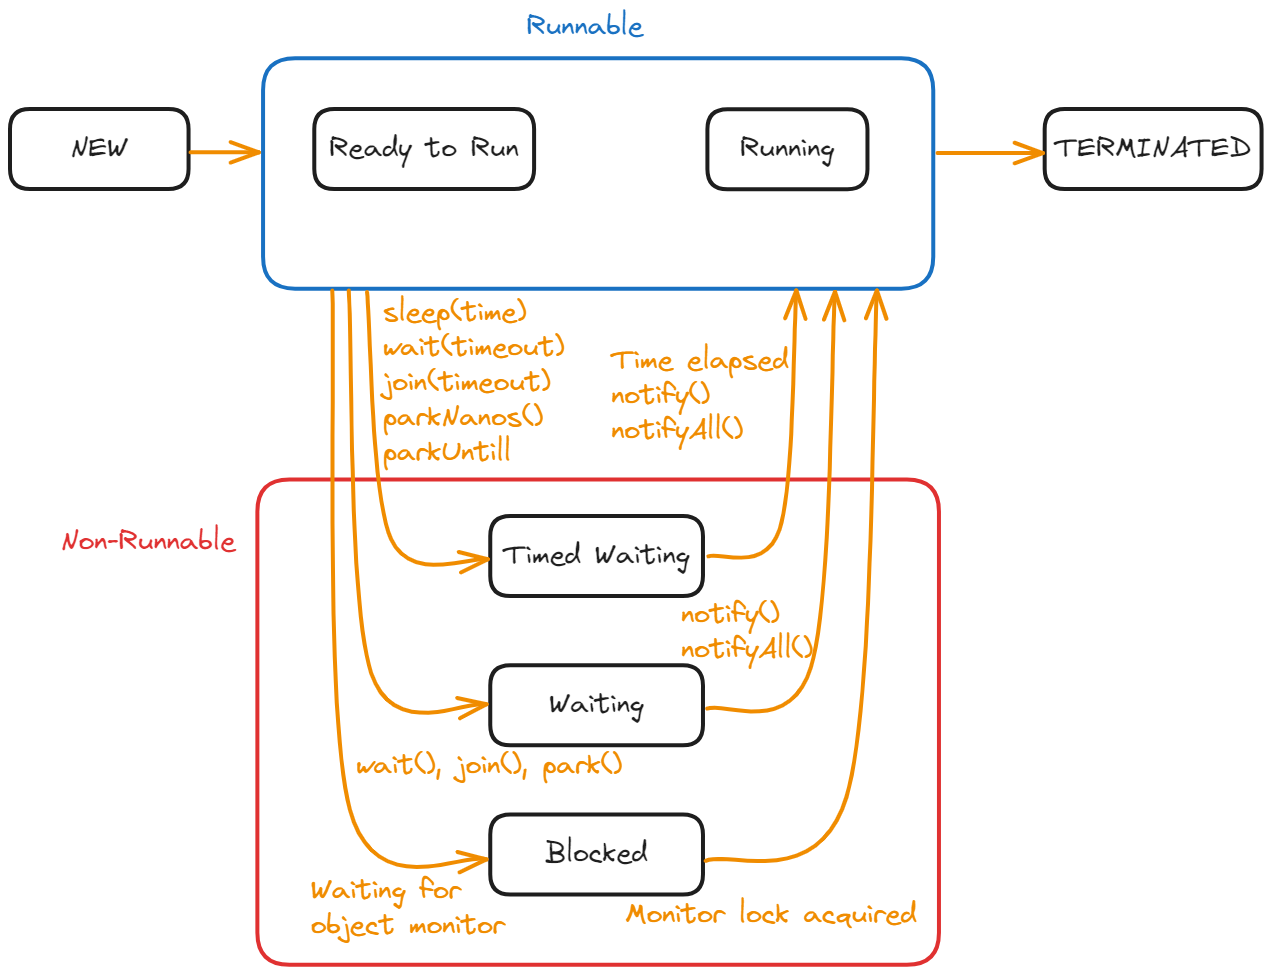 Runnable
NEW
Ready to Run
Running
TERMINATED
sleep(time)
wait(timeout)
join(timeout)
parkNanos()
parkUntill
Time elapsed
notify()
notifyAll()
Non-Runnable
Timed Waiting
notify()
notifyAll()
Waiting
wait(), join(), park()
Blocked
Waiting for
object monitor
Monitor lock acquired